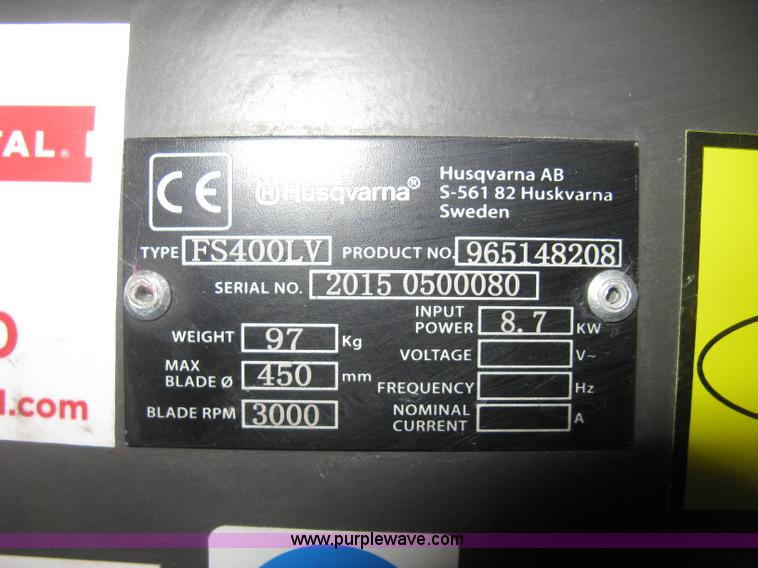 TAL.®
CE
Husqvarna®
Husqvarna AB
S-561 82 Huskvarna
Sweden
TYPE FS400LV PRODUCT NO. 965148208
SERIAL NO. 2015 0500080
WEIGHT 97 Kg
MAX BLADE Ø 450 mm
BLADE RPM 3000
INPUT POWER 8.7 KW
VOLTAGE V~
FREQUENCY Hz
NOMINAL CURRENT A
l.com
www.purplewave.com